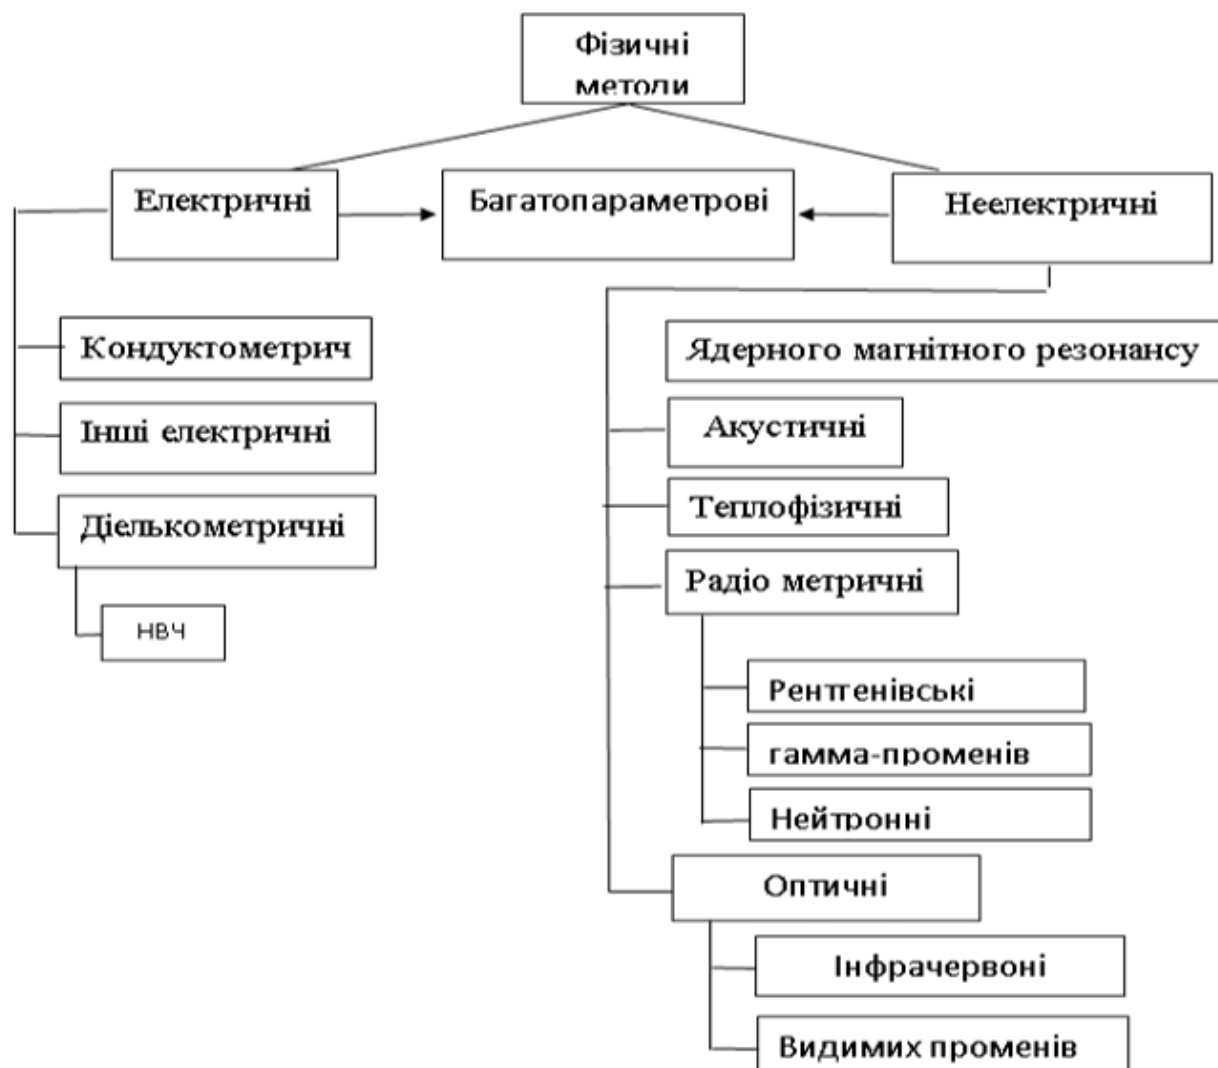 Фізичні
методи
Електричні
Багатопараметрові
Неелектричні
Кондуктометрич
Інші електричні
Діелькометричні
НВЧ
Ядерного магнітного резонансу
Акустичні
Теплофізичні
Радіо метричні
Рентгенівські
гамма-променів
Нейтронні
Оптичні
Інфрачервоні
Видимих променів